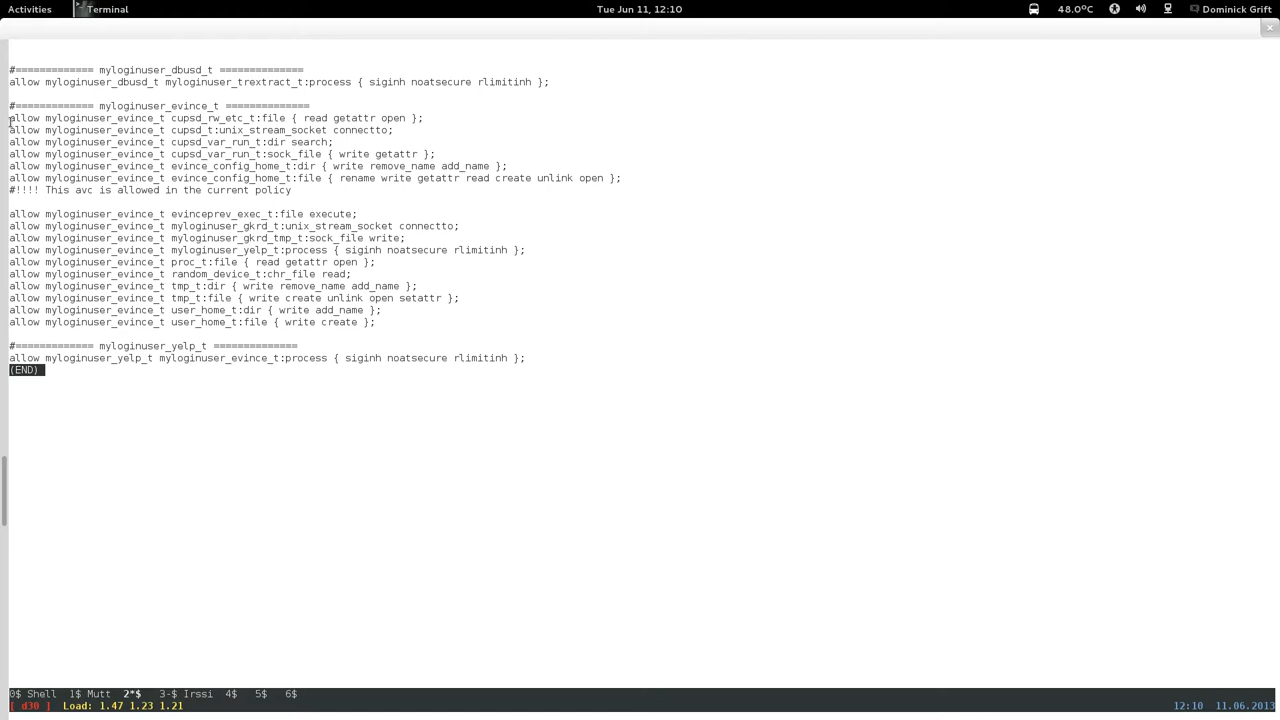 Activities Terminal Tue Jun 11, 12:10 48.0°C Dominick Grift
#============= myloginuser_dbusd_t ==============
allow myloginuser_dbusd_t myloginuser_trextract_t:process { siginh noatsecure rlimitinh };
#============= myloginuser_evince_t ==============
allow myloginuser_evince_t cupsd_rw_etc_t:file { read getattr open };
allow myloginuser_evince_t cupsd_t:unix_stream_socket connectto;
allow myloginuser_evince_t cupsd_var_run_t:dir search;
allow myloginuser_evince_t cupsd_var_run_t:sock_file { write getattr };
allow myloginuser_evince_t evince_config_home_t:dir { write remove_name add_name };
allow myloginuser_evince_t evince_config_home_t:file { rename write getattr read create unlink open };
#!!!! This avc is allowed in the current policy
allow myloginuser_evince_t evinceprev_exec_t:file execute;
allow myloginuser_evince_t myloginuser_gkrd_t:unix_stream_socket connectto;
allow myloginuser_evince_t myloginuser_gkrd_tmp_t:sock_file write;
allow myloginuser_evince_t myloginuser_yelp_t:process { siginh noatsecure rlimitinh };
allow myloginuser_evince_t proc_t:file { read getattr open };
allow myloginuser_evince_t random_device_t:chr_file read;
allow myloginuser_evince_t tmp_t:dir { write remove_name add_name };
allow myloginuser_evince_t tmp_t:file { write create unlink open setattr };
allow myloginuser_evince_t user_home_t:dir { write add_name };
allow myloginuser_evince_t user_home_t:file { write create };
#============= myloginuser_yelp_t ==============
allow myloginuser_yelp_t myloginuser_evince_t:process { siginh noatsecure rlimitinh };
(END)
0$ Shell 1$ Mutt 2*$ 3-$ Irssi 4$ 5$ 6$
[ d30 ] Load: 1.47 1.23 1.21 12:10 11.06.2013